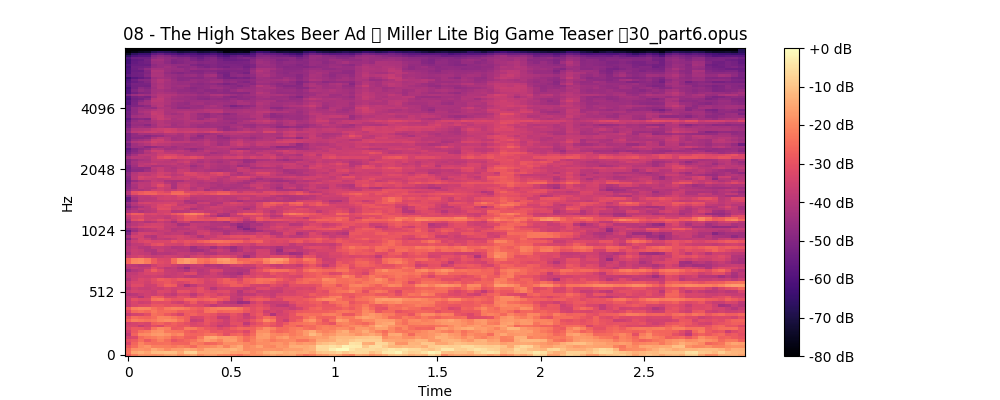 08 - The High Stakes Beer Ad ▯ Miller Lite Big Game Teaser ▯30_part6.opus
Hz
4096
2048
1024
512
0
0 0.5 1 1.5 2 2.5
Time
+0 dB
-10 dB
-20 dB
-30 dB
-40 dB
-50 dB
-60 dB
-70 dB
-80 dB